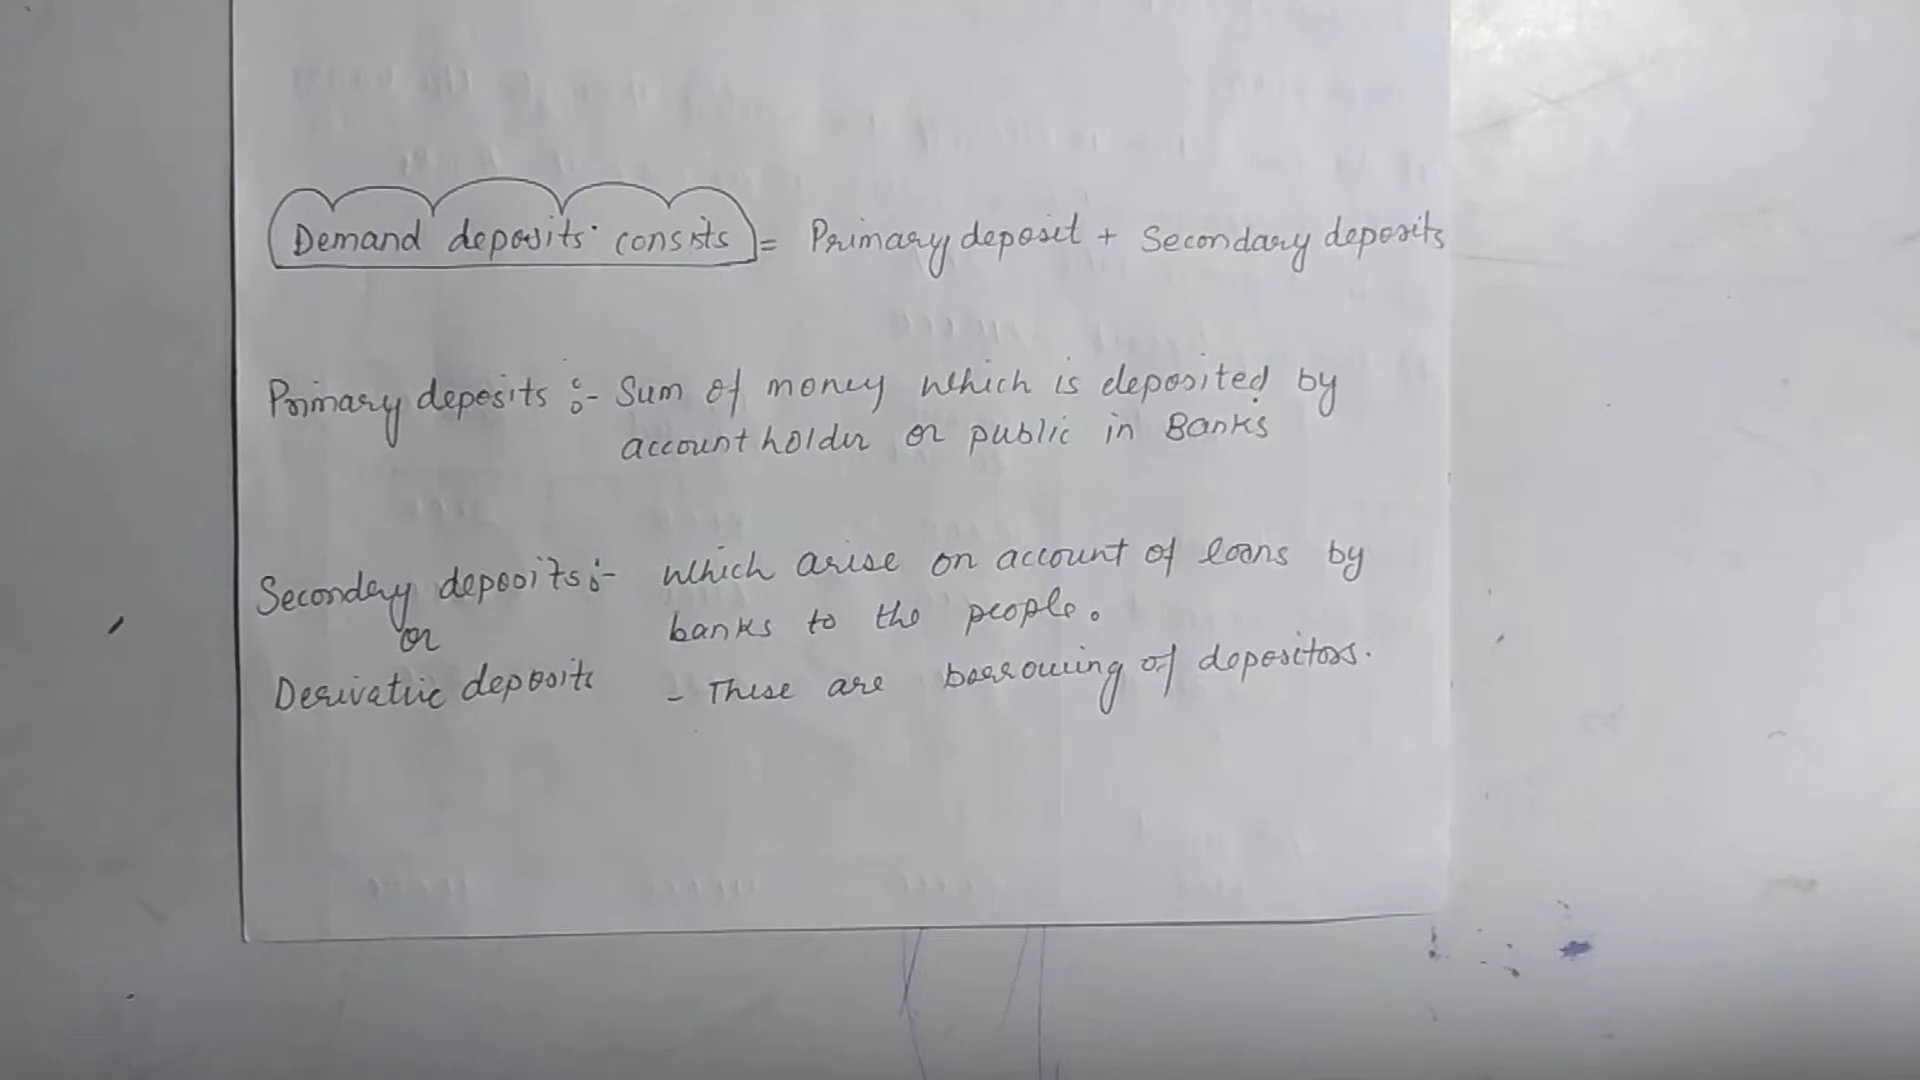 Demand deposits consists = Primary deposit + Secondary deposits
Primary deposits :- Sum of money which is deposited by
account holder or public in Banks
Secondery deposits :- which arise on account of loans by
or
banks to the people.
Derivative deposits - These are borrowing of depositors.